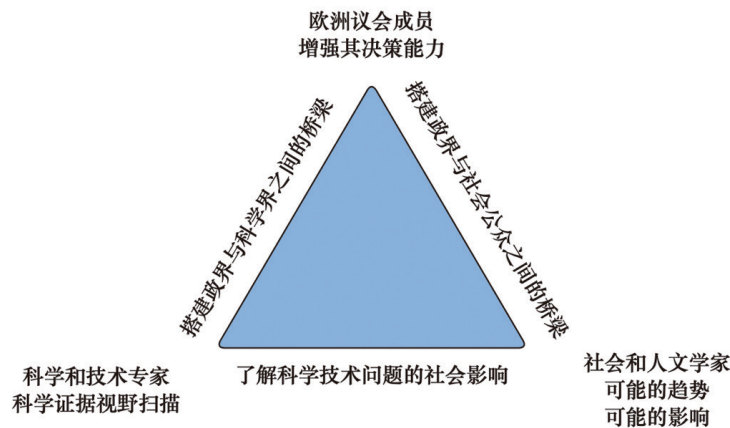 欧洲议会成员
增强其决策能力
搭建政界与科学界之间的桥梁
搭建政界与社会公众之间的桥梁
科学和技术专家
科学证据视野扫描
了解科学技术问题的社会影响
社会和人文学家
可能的趋势
可能的影响